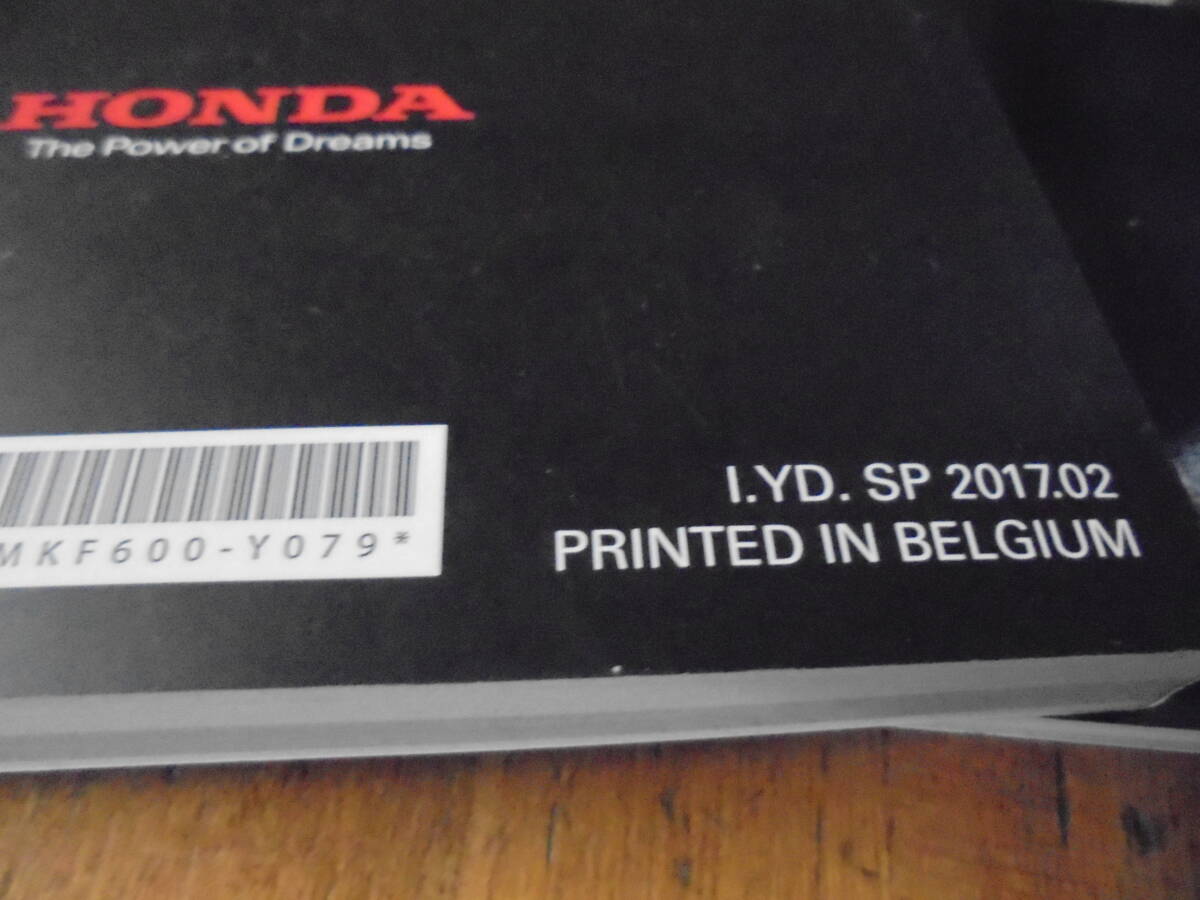 HONDA
The Power of Dreams
MKF600-Y079*
I.YD. SP 2017.02
PRINTED IN BELGIUM